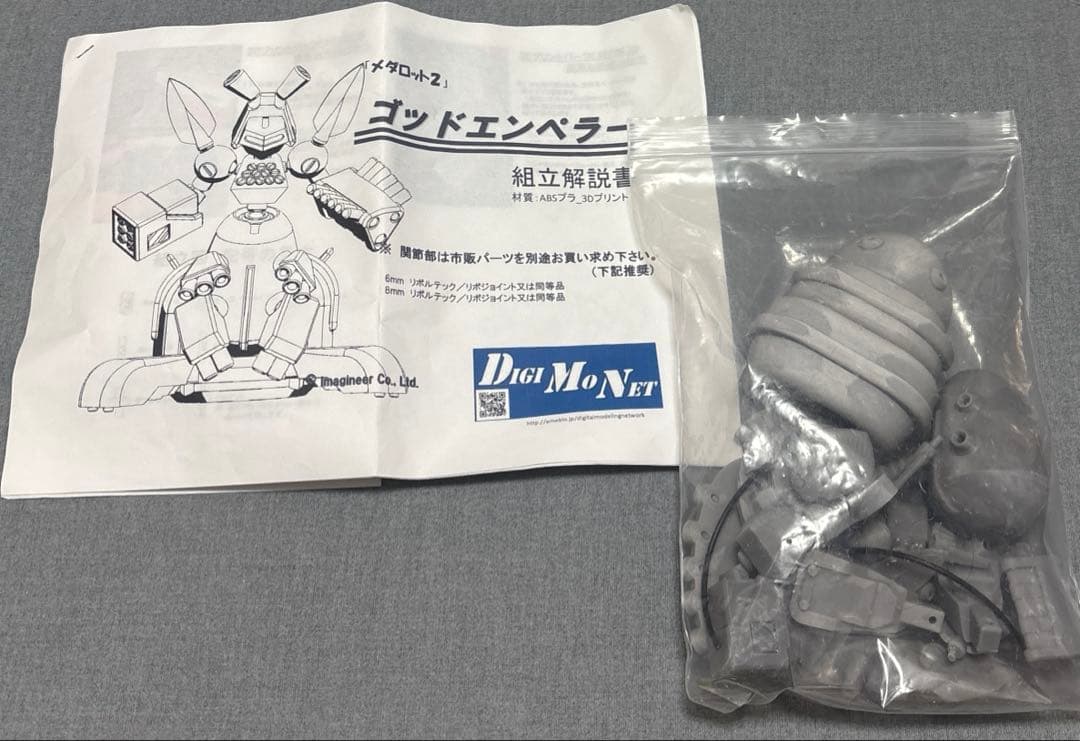 「メダロット2」
ゴッドエンペラー
組立解説書
材質:ABSプラ_3Dプリント
※ 関節部は市販パーツを別途お買い求め下さい。
(下記推奨)
6mm リボルテック/リボジョイント又は同等品
8mm リボルテック/リボジョイント又は同等品
© Imagineer Co., Ltd.
DIGI MO NET
http://ameblo.jp/digitalmodelingnetwork